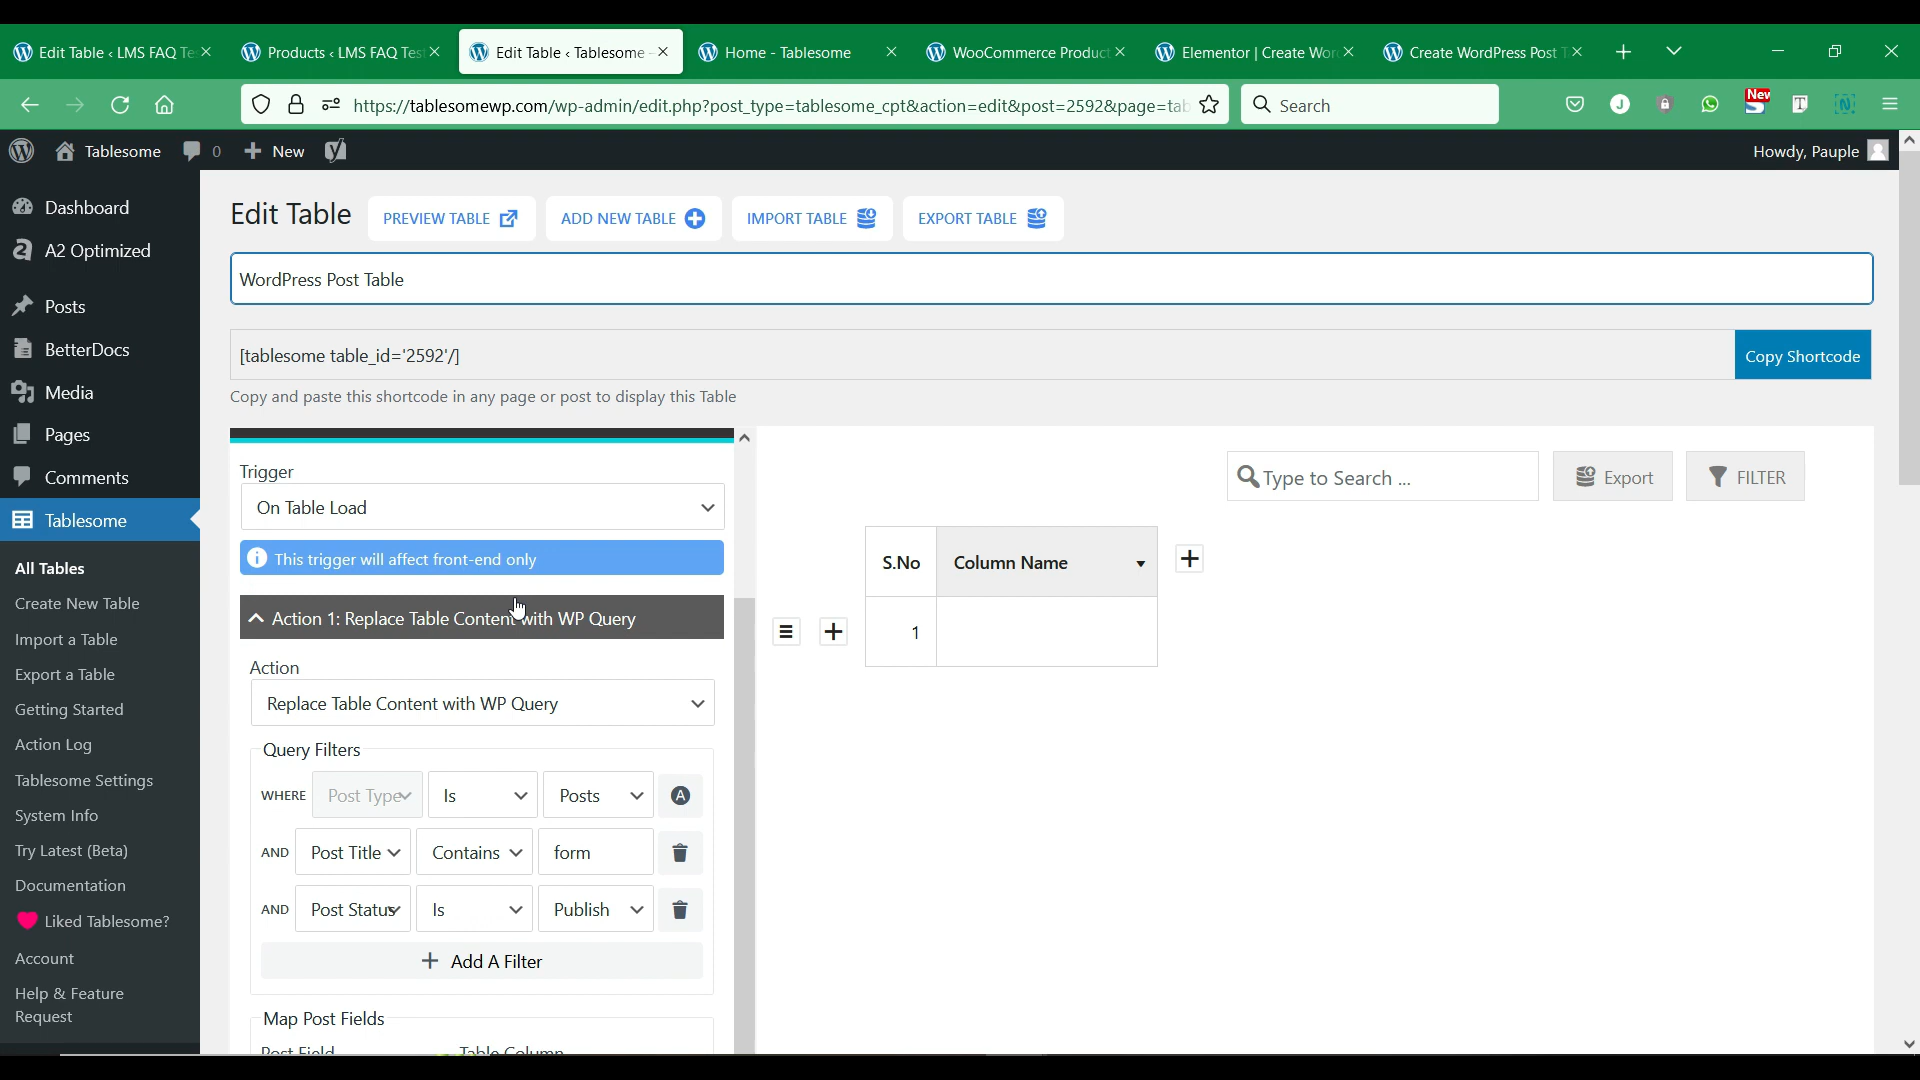 Edit Table ‹ LMS FAQ Te
Products ‹ LMS FAQ Tes
Edit Table ‹ Tablesome
Home - Tablesome
WooCommerce Product
Elementor | Create Wor
Create WordPress Post T
https://tablesomewp.com/wp-admin/edit.php?post_type=tablesome_cpt&action=edit&post=2592&page=tab
Search
J
New
T
N
Tablesome
0
New
Howdy, Pauple
Dashboard
A2 Optimized
Posts
BetterDocs
Media
Pages
Comments
Tablesome
All Tables
Create New Table
Import a Table
Export a Table
Getting Started
Action Log
Tablesome Settings
System Info
Try Latest (Beta)
Documentation
Liked Tablesome?
Account
Help & Feature
Request
Edit Table
PREVIEW TABLE
ADD NEW TABLE
IMPORT TABLE
EXPORT TABLE
WordPress Post Table
[tablesome table_id='2592'/]
Copy Shortcode
Copy and paste this shortcode in any page or post to display this Table
Trigger
On Table Load
This trigger will affect front-end only
Action 1: Replace Table Content with WP Query
Action
Replace Table Content with WP Query
Query Filters
WHERE Post Type Is Posts A
AND Post Title Contains form
AND Post Status Is Publish
Add A Filter
Map Post Fields
Post Field Table Column
Type to Search ...
Export
FILTER
S.No Column Name
1